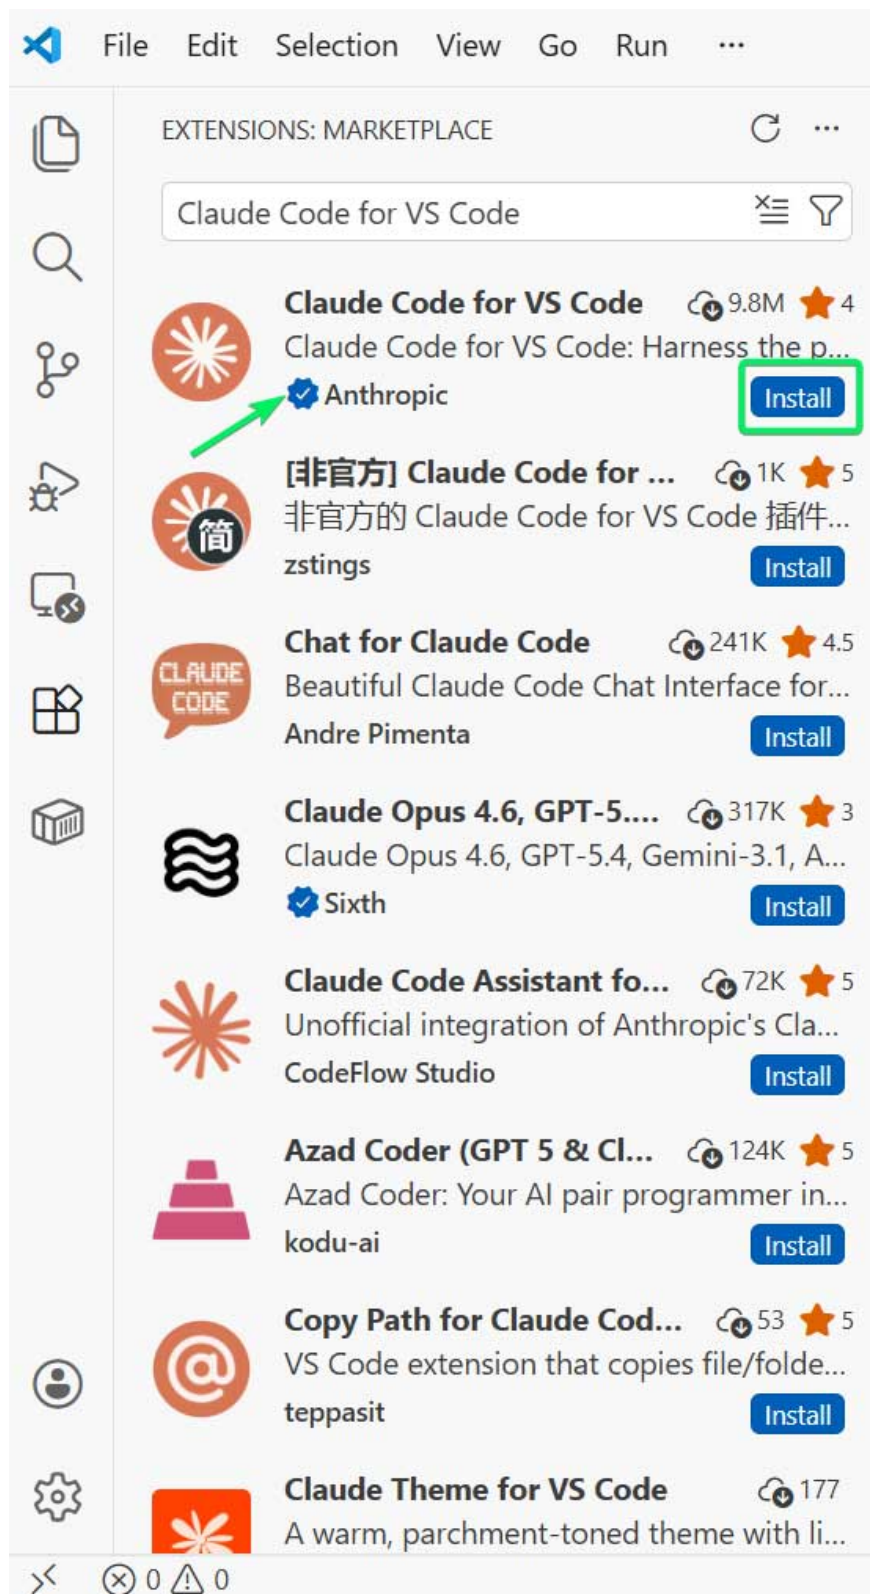 File Edit Selection View Go Run ...
EXTENSIONS: MARKETPLACE
Claude Code for VS Code
Claude Code for VS Code 9.8M 4
Claude Code for VS Code: Harness the p...
Anthropic Install
[非官方] Claude Code for ... 1K 5
非官方的 Claude Code for VS Code 插件...
简
zstings Install
Chat for Claude Code 241K 4.5
CLAUDE
CODE
Beautiful Claude Code Chat Interface for...
Andre Pimenta Install
Claude Opus 4.6, GPT-5.... 317K 3
Claude Opus 4.6, GPT-5.4, Gemini-3.1, A...
Sixth Install
Claude Code Assistant fo... 72K 5
Unofficial integration of Anthropic's Cla...
CodeFlow Studio Install
Azad Coder (GPT 5 & Cl... 124K 5
Azad Coder: Your AI pair programmer in...
kodu-ai Install
Copy Path for Claude Cod... 53 5
@
VS Code extension that copies file/folde...
teppasit Install
Claude Theme for VS Code 177
A warm, parchment-toned theme with li...
0 0